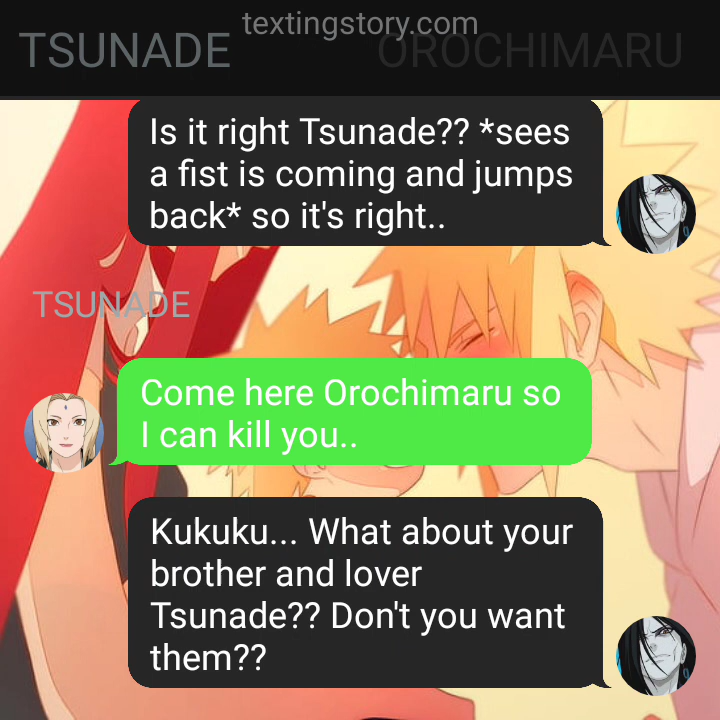 textingstory.com
TSUNADE OROCHIMARU
Is it right Tsunade?? *sees
a fist is coming and jumps
back* so it's right..
TSUNADE
Come here Orochimaru so
I can kill you..
Kukuku... What about your
brother and lover
Tsunade?? Don't you want
them??